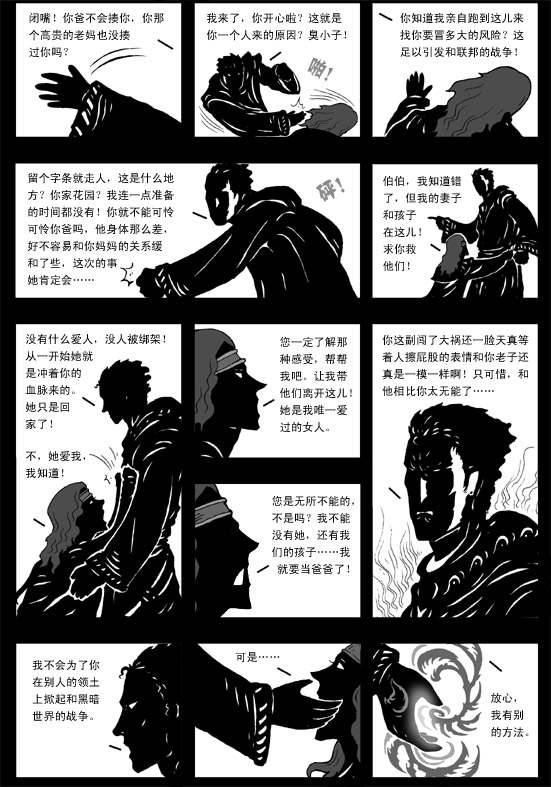 闭嘴！你爸不会揍你，你那
个高贵的老妈也没揍
过你吗？
我来了，你开心啦？这就是
你一个人来的原因？臭小子！
啪！
你知道我亲自跑到这儿来
找你要冒多大的风险？这
足以引发和联邦的战争！
留个字条就走人，这是什么地
方？你家花园？我连一点准备
的时间都没有！你就不能可怜
可怜你爸吗，他身体那么差，
好不容易和你妈妈的关系缓
和了些，这次的事
她肯定会……
砰！
伯伯，我知道错
了，但我的妻子
和孩子
在这儿！
求你救
他们！
没有什么爱人，没人被绑架！
从一开始她就
是冲着你的
血脉来的。
她只是回
家了！
不，她爱我，
我知道！
您一定了解那
种感受，帮帮
我吧。让我带
他们离开这儿！
她是我唯一爱
过的女人。
您是无所不能的，
不是吗？我不能
没有她，还有我
们的孩子……我
就要当爸爸了！
你这副闯了大祸还一脸天真等
着人擦屁股的表情和你老子还
真是一模一样啊！只可惜，和
他相比你太无能了……
我不会为了你
在别人的领土
上掀起和黑暗
世界的战争。
可是……
放心，
我有别
的方法。